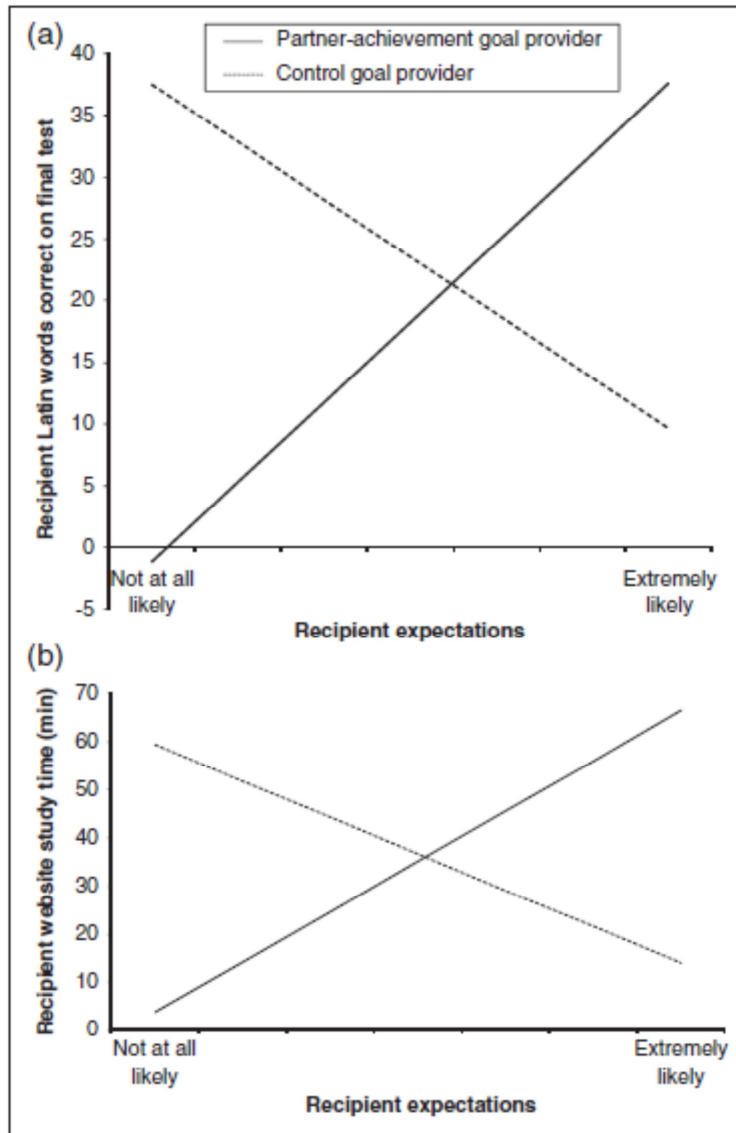 (a)
Partner-achievement goal provider
Control goal provider
Recipient Latin words correct on final test
40
35
30
25
20
15
10
5
0
-5
Not at all
likely
Extremely
likely
Recipient expectations
(b)
Recipient website study time (min)
70
60
50
40
30
20
10
0
Not at all
likely
Extremely
likely
Recipient expectations